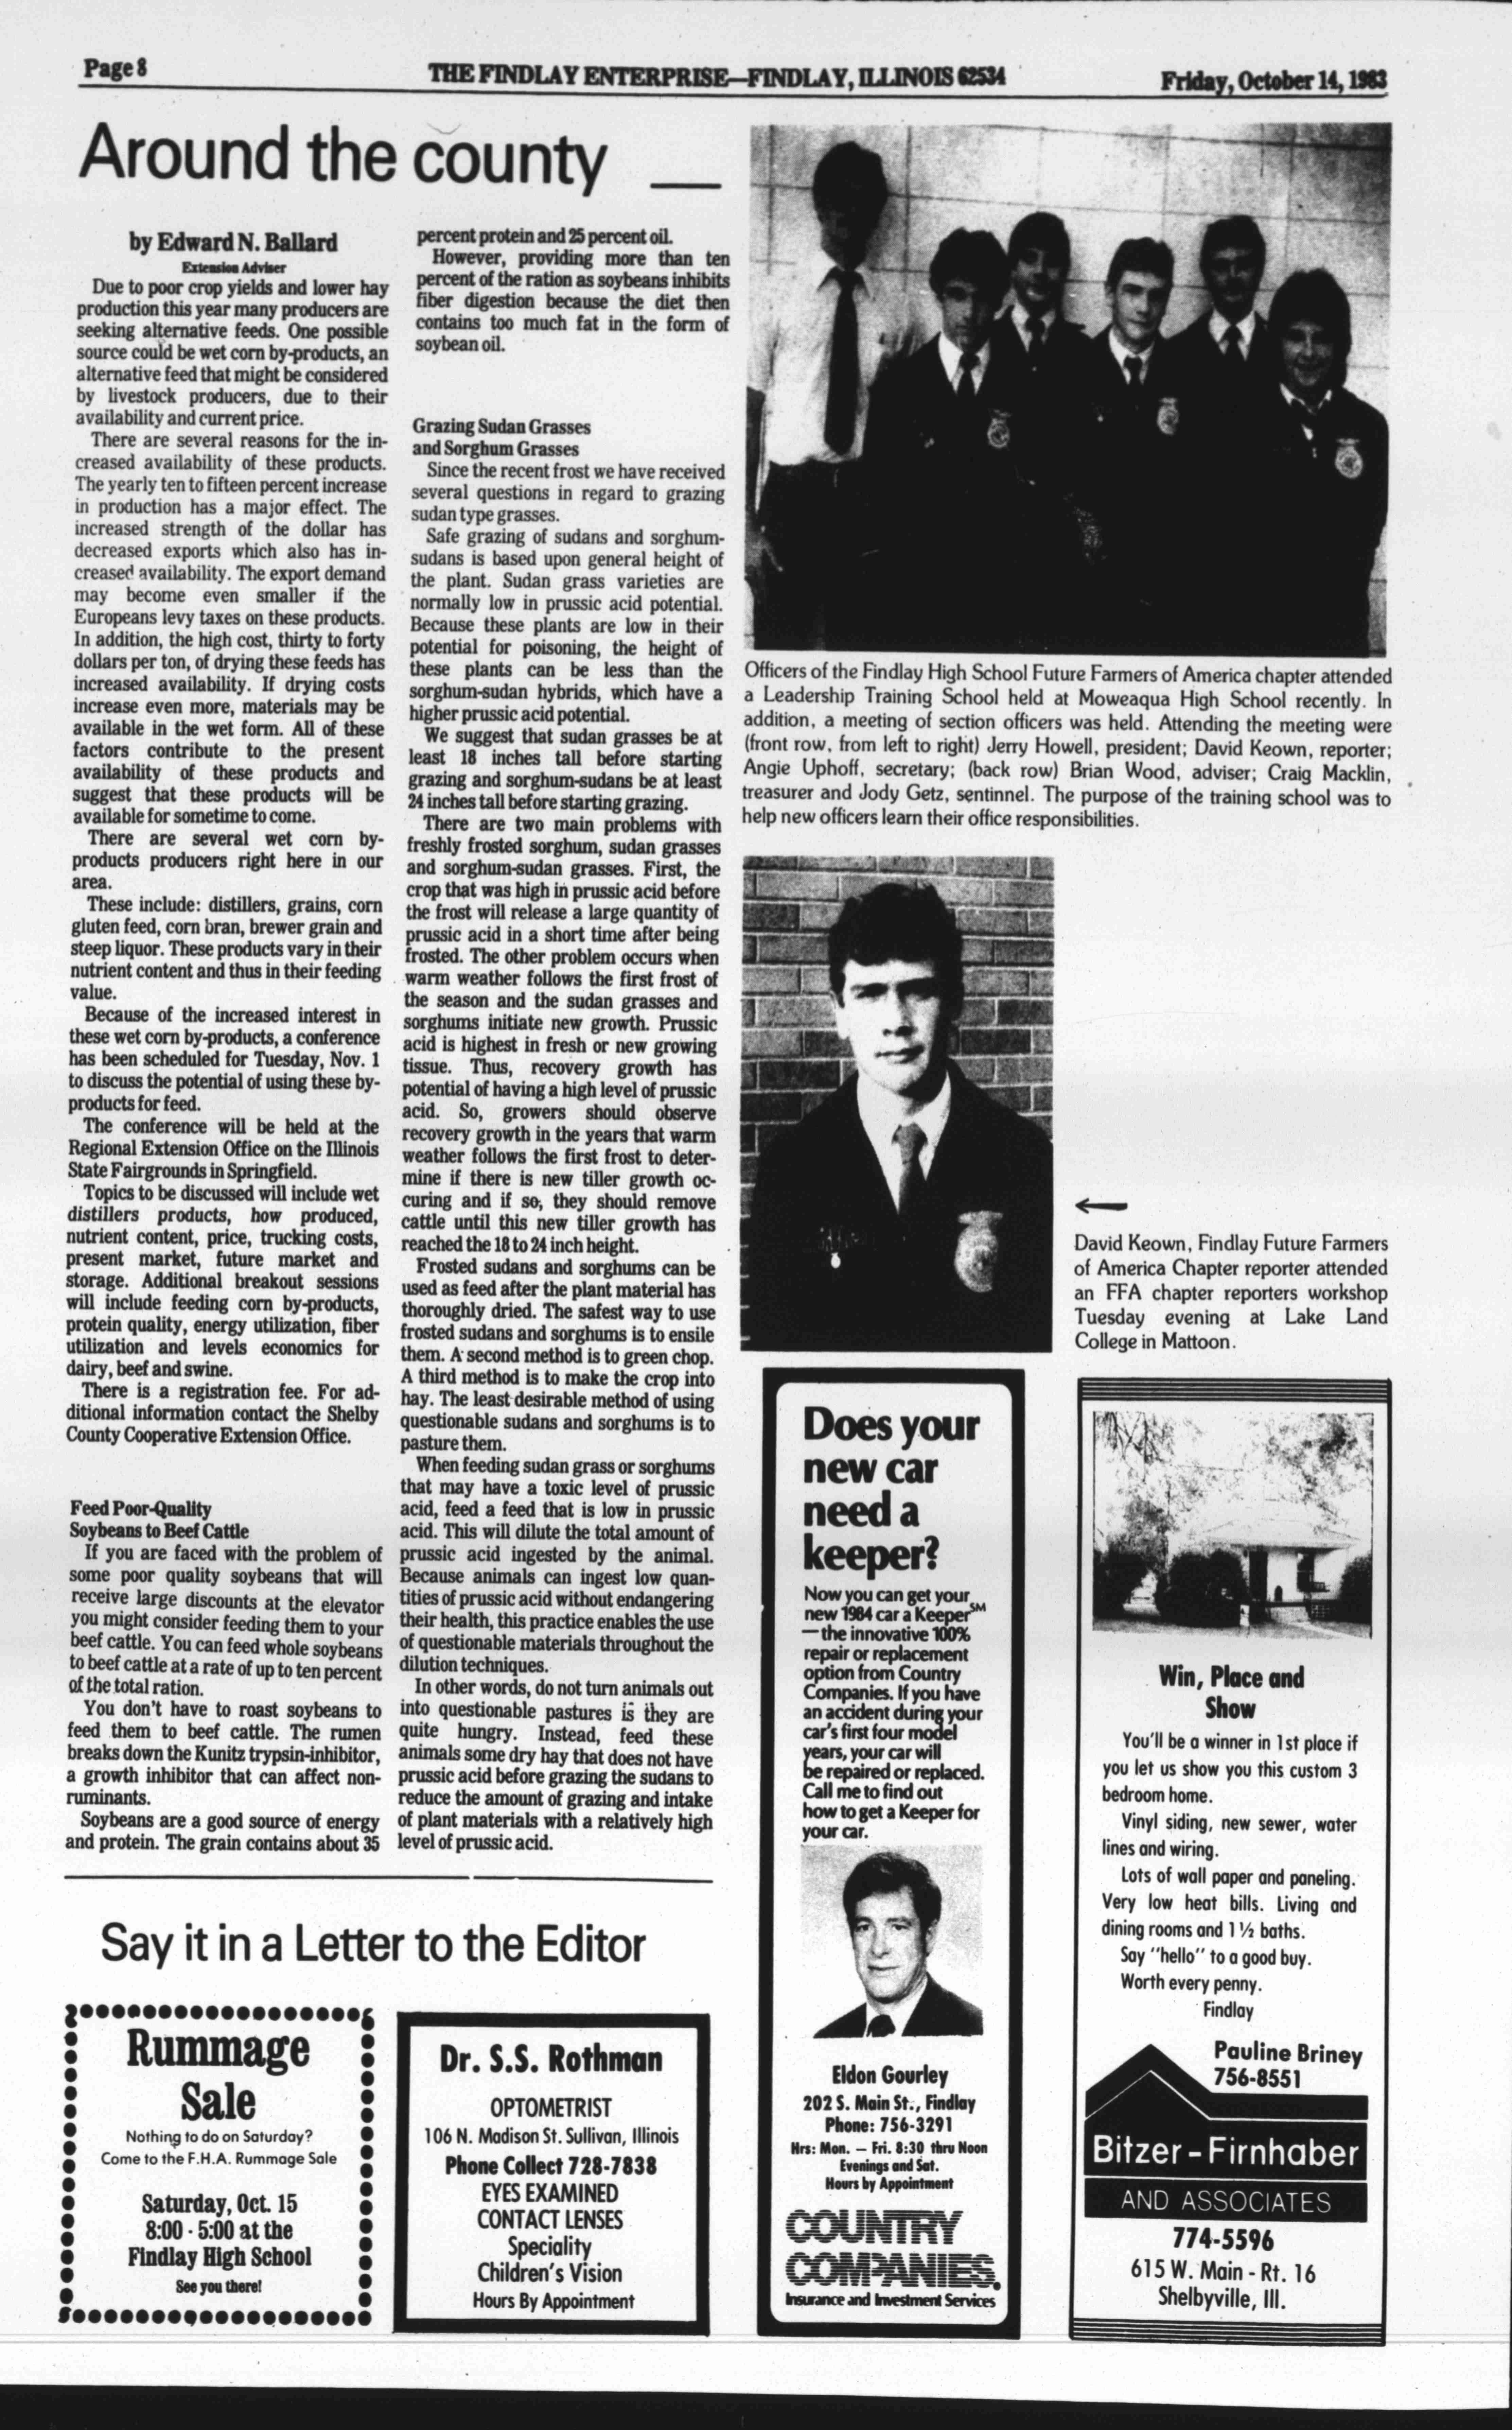 Page 8
THE FINDLAY ENTERPRISE—FINDLAY, ILLINOIS 62534
Friday, October 14, 1983
Around the county
by Edward N. Ballard
Extension Adviser
Due to poor crop yields and lower hay
production this year many producers are
seeking alternative feeds. One possible
source could be wet corn by-products, an
alternative feed that might be considered
by livestock producers, due to their
availability and current price.
There are several reasons for the in-
creased availability of these products.
The yearly ten to fifteen percent increase
in production has a major effect. The
increased strength of the dollar has
decreased exports which also has in-
creased availability. The export demand
may become even smaller if the
Europeans levy taxes on these products.
In addition, the high cost, thirty to forty
dollars per ton, of drying these feeds has
increased availability. If drying costs
increase even more, materials may be
available in the wet form. All of these
factors contribute to the present
availability of these products and
suggest that these products will be
available for sometime to come.
There are several wet corn by-
products producers right here in our
area.
These include: distillers, grains, corn
gluten feed, corn bran, brewer grain and
steep liquor. These products vary in their
nutrient content and thus in their feeding
value.
Because of the increased interest in
these wet corn by-products, a conference
has been scheduled for Tuesday, Nov. 1
to discuss the potential of using these by-
products for feed.
The conference will be held at the
Regional Extension Office on the Illinois
State Fairgrounds in Springfield.
Topics to be discussed will include wet
distillers products, how produced,
nutrient content, price, trucking costs,
present market, future market and
storage. Additional breakout sessions
will include feeding corn by-products,
protein quality, energy utilization, fiber
utilization and levels economics for
dairy, beef and swine.
There is a registration fee. For ad-
ditional information contact the Shelby
County Cooperative Extension Office.
Feed Poor-Quality
Soybeans to Beef Cattle
If you are faced with the problem of
some poor quality soybeans that will
receive large discounts at the elevator
you might consider feeding them to your
beef cattle. You can feed whole soybeans
to beef cattle at a rate of up to ten percent
of the total ration.
You don't have to roast soybeans to
feed them to beef cattle. The rumen
breaks down the Kunitz trypsin-inhibitor,
a growth inhibitor that can affect non-
ruminants.
Soybeans are a good source of energy
and protein. The grain contains about 35
percent protein and 25 percent oil.
However, providing more than ten
percent of the ration as soybeans inhibits
fiber digestion because the diet then
contains too much fat in the form of
soybean oil.
Grazing Sudan Grasses
and Sorghum Grasses
Since the recent frost we have received
several questions in regard to grazing
sudan type grasses.
Safe grazing of sudans and sorghum-
sudans is based upon general height of
the plant. Sudan grass varieties are
normally low in prussic acid potential.
Because these plants are low in their
potential for poisoning, the height of
these plants can be less than the
sorghum-sudan hybrids, which have a
higher prussic acid potential.
We suggest that sudan grasses be at
least 18 inches tall before starting
grazing and sorghum-sudans be at least
24 inches tall before starting grazing.
There are two main problems with
freshly frosted sorghum, sudan grasses
and sorghum-sudan grasses. First, the
crop that was high in prussic acid before
the frost will release a large quantity of
prussic acid in a short time after being
frosted. The other problem occurs when
warm weather follows the first frost of
the season and the sudan grasses and
sorghums initiate new growth. Prussic
acid is highest in fresh or new growing
tissue. Thus, recovery growth has
potential of having a high level of prussic
acid. So, growers should observe
recovery growth in the years that warm
weather follows the first frost to deter-
mine if there is new tiller growth oc-
curing and if so, they should remove
cattle until this new tiller growth has
reached the 18 to 24 inch height.
Frosted sudans and sorghums can be
used as feed after the plant material has
thoroughly dried. The safest way to use
frosted sudans and sorghums is to ensile
them. A second method is to green chop.
A third method is to make the crop into
hay. The least desirable method of using
questionable sudans and sorghums is to
pasture them.
When feeding sudan grass or sorghums
that may have a toxic level of prussic
acid, feed a feed that is low in prussic
acid. This will dilute the total amount of
prussic acid ingested by the animal.
Because animals can ingest low quan-
tities of prussic acid without endangering
their health, this practice enables the use
of questionable materials throughout the
dilution techniques.
In other words, do not turn animals out
into questionable pastures is they are
quite hungry. Instead, feed these
animals some dry hay that does not have
prussic acid before grazing the sudans to
reduce the amount of grazing and intake
of plant materials with a relatively high
level of prussic acid.
Officers of the Findlay High School Future Farmers of America chapter attended
a Leadership Training School held at Moweaqua High School recently. In
addition, a meeting of section officers was held. Attending the meeting were
(front row, from left to right) Jerry Howell, president; David Keown, reporter;
Angie Uphoff, secretary; (back row) Brian Wood, adviser; Craig Macklin,
treasurer and Jody Getz, sentinnel. The purpose of the training school was to
help new officers learn their office responsibilities.
David Keown, Findlay Future Farmers
of America Chapter reporter attended
an FFA chapter reporters workshop
Tuesday evening at Lake Land
College in Mattoon.
Say it in a Letter to the Editor
Rummage
Sale
Nothing to do on Saturday?
Come to the F.H.A. Rummage Sale
Saturday, Oct. 15
8:00 - 5:00 at the
Findlay High School
See you there!
Dr. S.S. Rothman
OPTOMETRIST
106 N. Madison St. Sullivan, Illinois
Phone Collect 728-7838
EYES EXAMINED
CONTACT LENSES
Speciality
Children's Vision
Hours By Appointment
Does your
new car
need a
keeper?
Now you can get your
new 1984 car a Keeper℠
—the innovative 100%
repair or replacement
option from Country
Companies. If you have
an accident during your
car's first four model
years, your car will
be repaired or replaced.
Call me to find out
how to get a Keeper for
your car.
Eldon Gourley
202 S. Main St., Findlay
Phone: 756-3291
Hrs: Mon. — Fri. 8:30 thru Noon
Evenings and Sat.
Hours by Appointment
COUNTRY
COMPANIES.
Insurance and Investment Services
Win, Place and
Show
You'll be a winner in 1st place if
you let us show you this custom 3
bedroom home.
Vinyl siding, new sewer, water
lines and wiring.
Lots of wall paper and paneling.
Very low heat bills. Living and
dining rooms and 1½ baths.
Say "hello" to a good buy.
Worth every penny.
Findlay
Pauline Briney
756-8551
Bitzer-Firnhaber
AND ASSOCIATES
774-5596
615 W. Main - Rt. 16
Shelbyville, Ill.